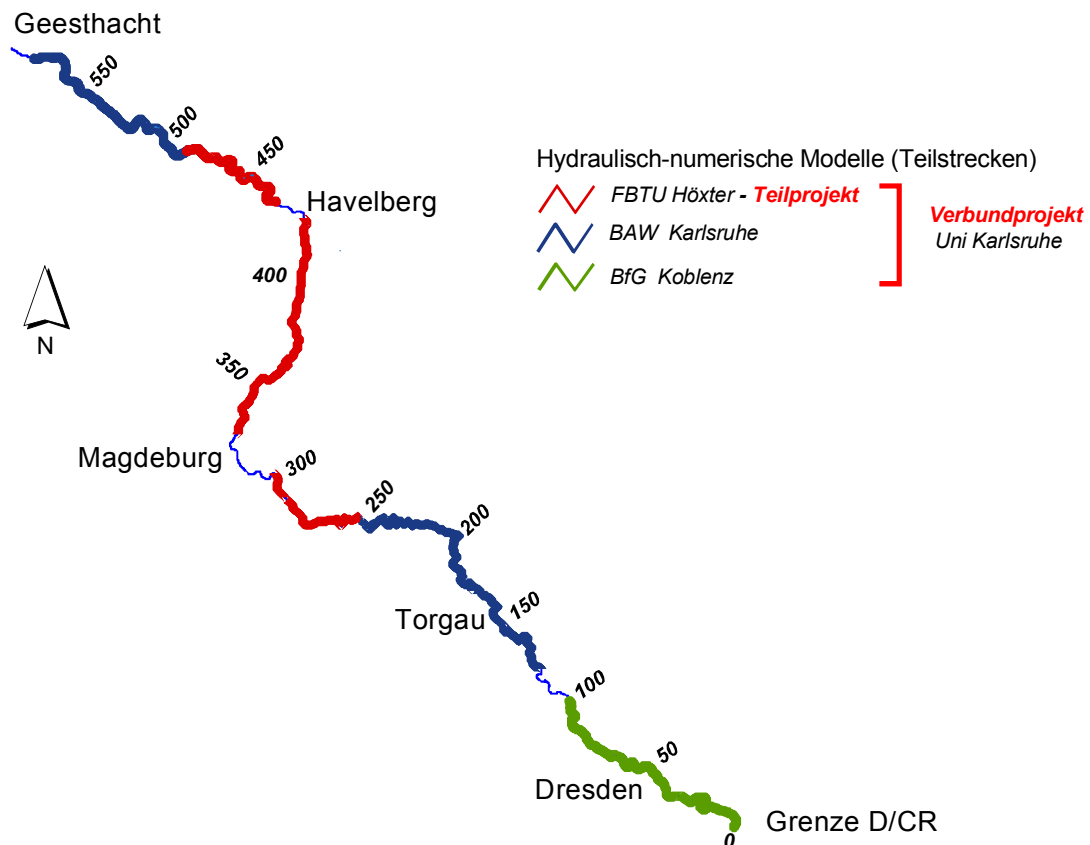 Geesthacht
550
500
450
Havelberg
400
350
Magdeburg
300
250
200
150
Torgau
100
50
Dresden
0
Grenze D/CR
N
Hydraulisch-numerische Modelle (Teilstrecken)
FBTU Höxter - Teilprojekt
BAW Karlsruhe
BfG Koblenz
Verbundprojekt
Uni Karlsruhe